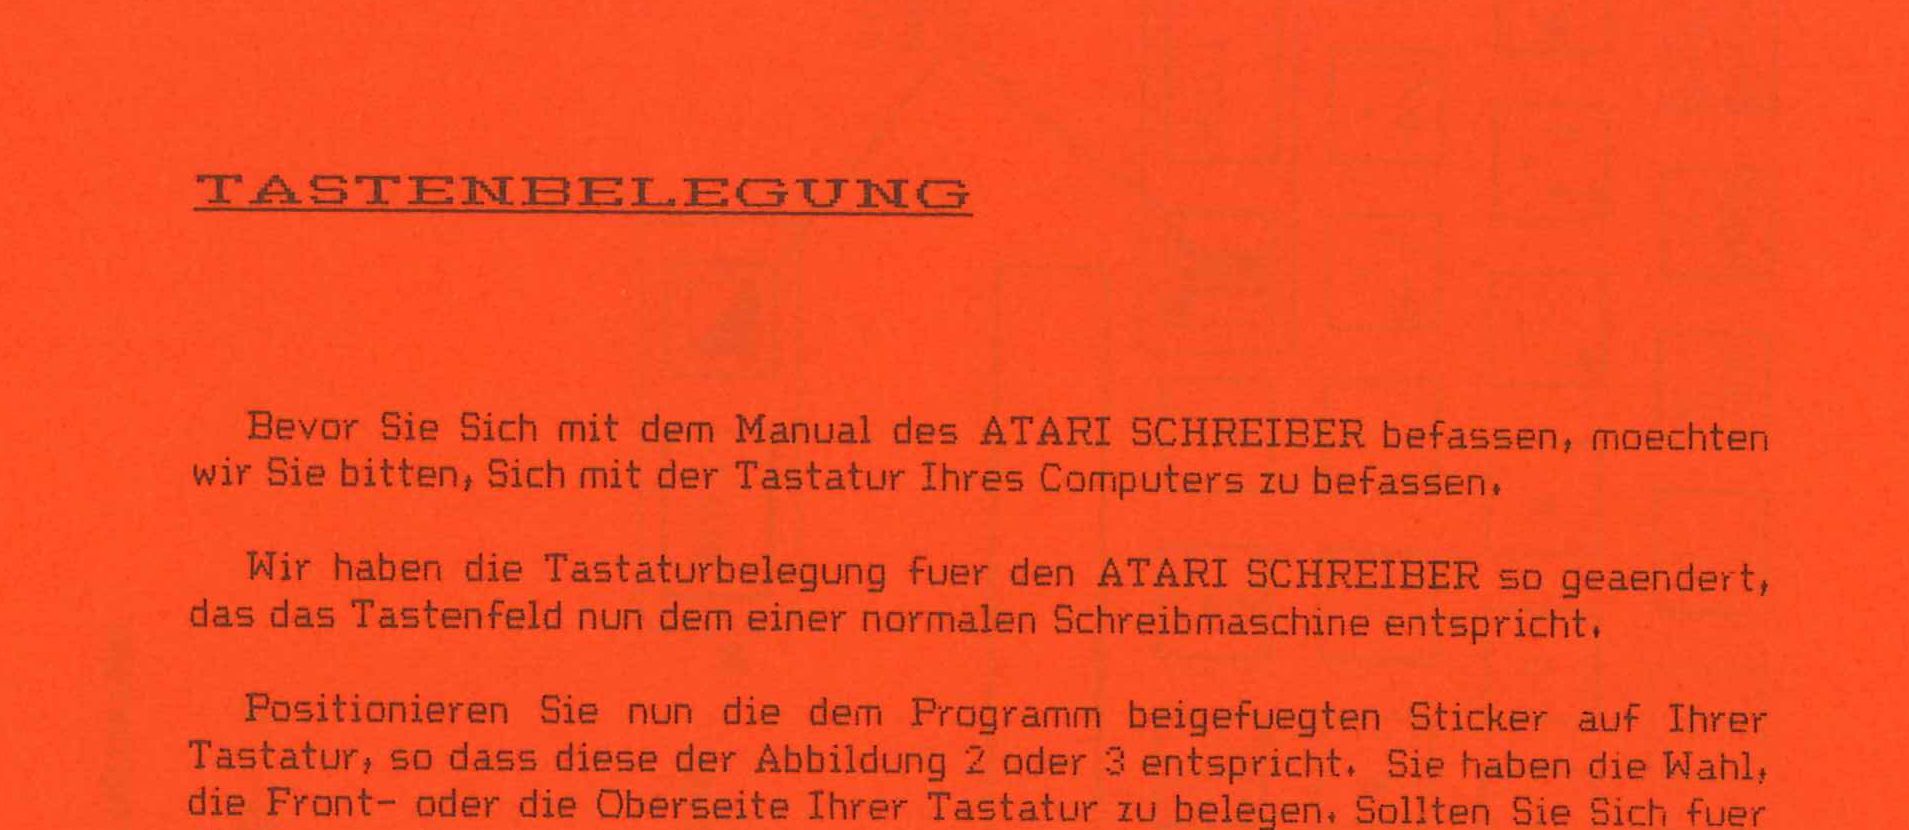 TASTENBELEGUNG
Bevor Sie Sich mit dem Manual des ATARI SCHREIBER befassen, moechten
wir Sie bitten, Sich mit der Tastatur Ihres Computers zu befassen.
Wir haben die Tastaturbelegung fuer den ATARI SCHREIBER so geaendert,
das das Tastenfeld nun dem einer normalen Schreibmaschine entspricht.
Positionieren Sie nun die dem Programm beigefuegten Sticker auf Ihrer
Tastatur, so dass diese der Abbildung 2 oder 3 entspricht. Sie haben die Wahl,
die Front- oder die Oberseite Ihrer Tastatur zu belegen. Sollten Sie Sich fuer